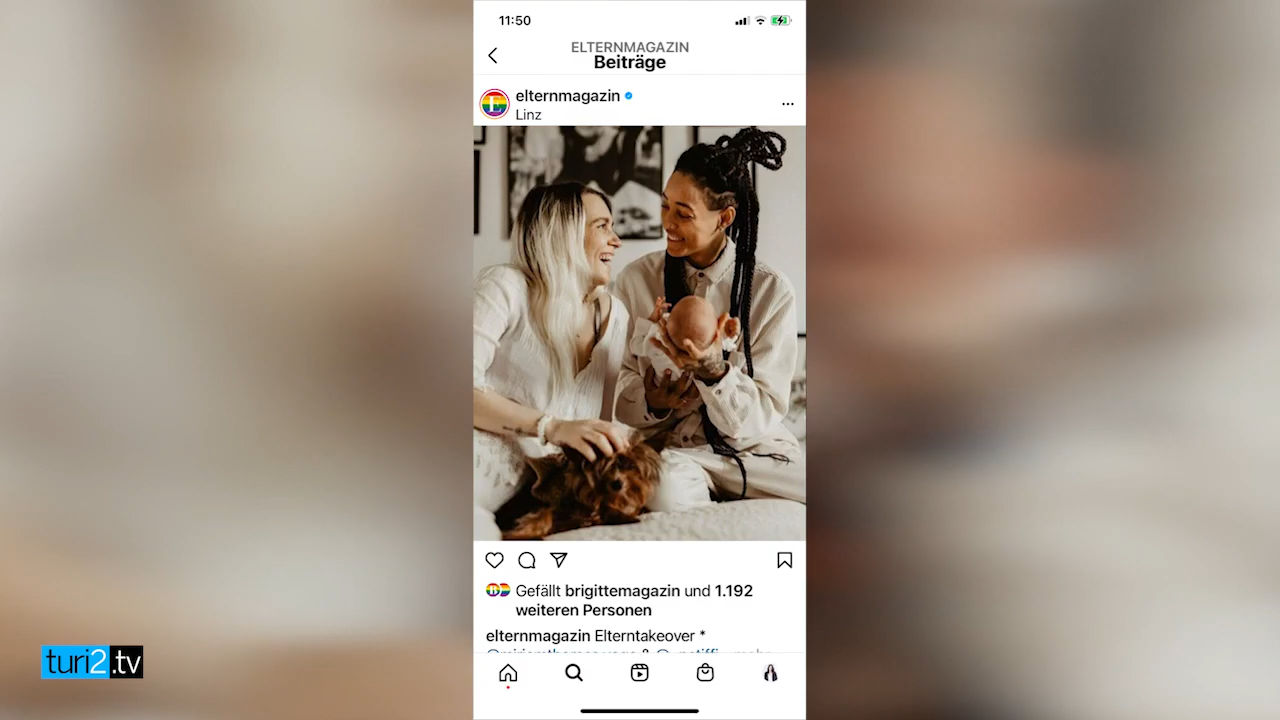 11:50
ELTERNMAGAZIN
Beiträge
elternmagazin
Linz
Gefällt brigittemagazin und 1.192
weiteren Personen
elternmagazin Elterntakeover *
turi2.tv